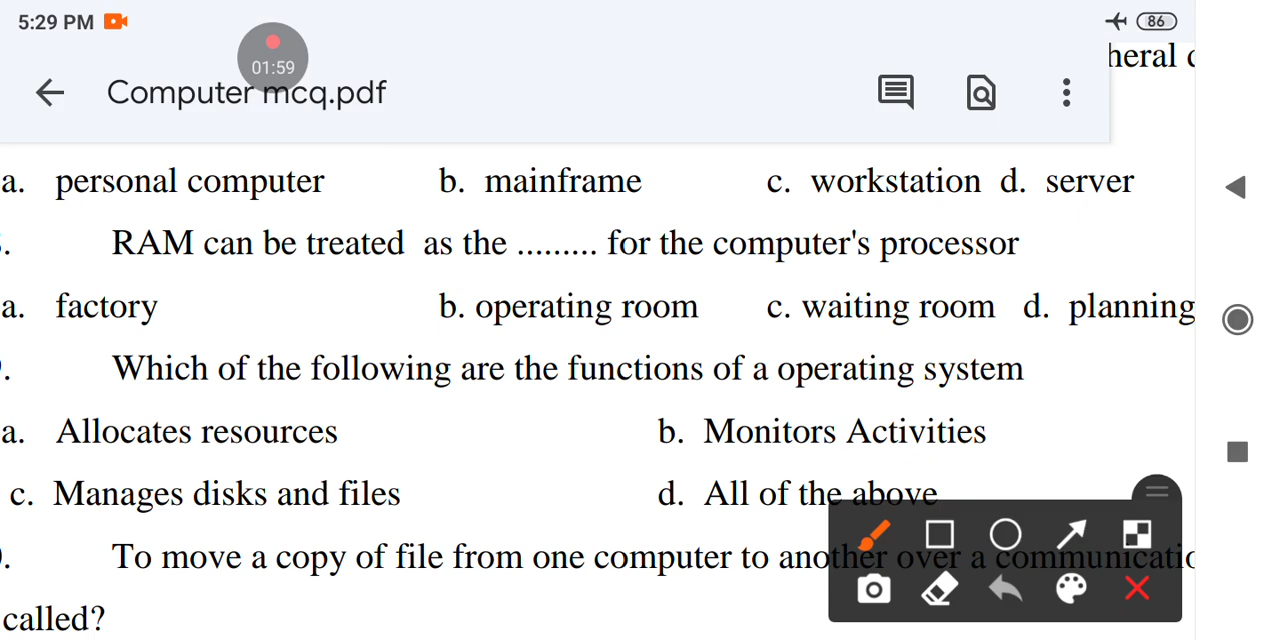 5:29 PM
86
01:59
Computer mcq.pdf
heral
a. personal computer b. mainframe c. workstation d. server
RAM can be treated as the ......... for the computer's processor
a. factory b. operating room c. waiting room d. planning
Which of the following are the functions of a operating system
a. Allocates resources b. Monitors Activities
c. Manages disks and files d. All of the above
To move a copy of file from one computer to another over a communicatio
called?